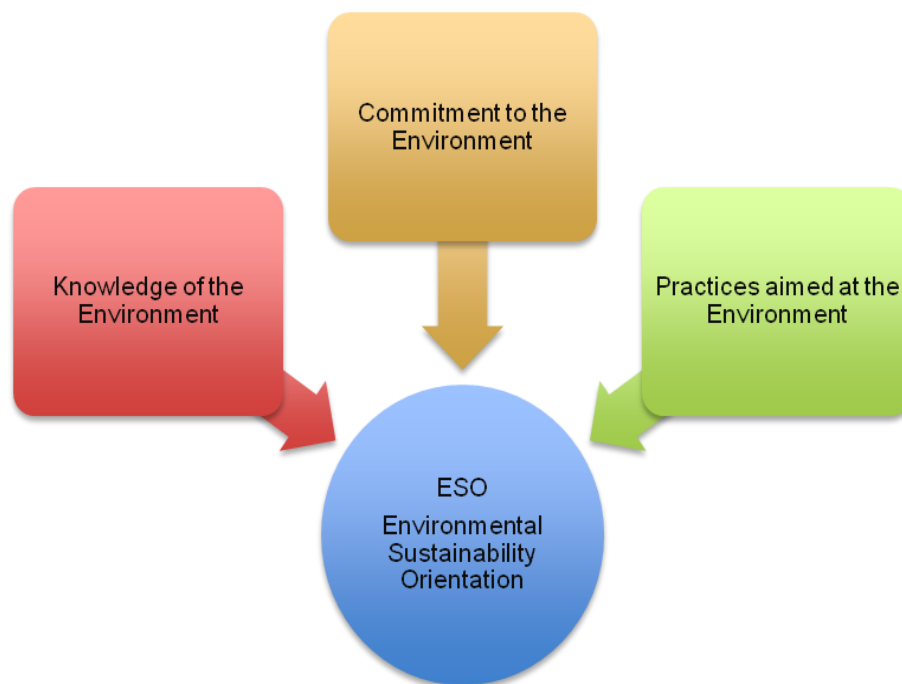 Commitment to the
Environment
Knowledge of the
Environment
Practices aimed at the
Environment
ESO
Environmental
Sustainability
Orientation